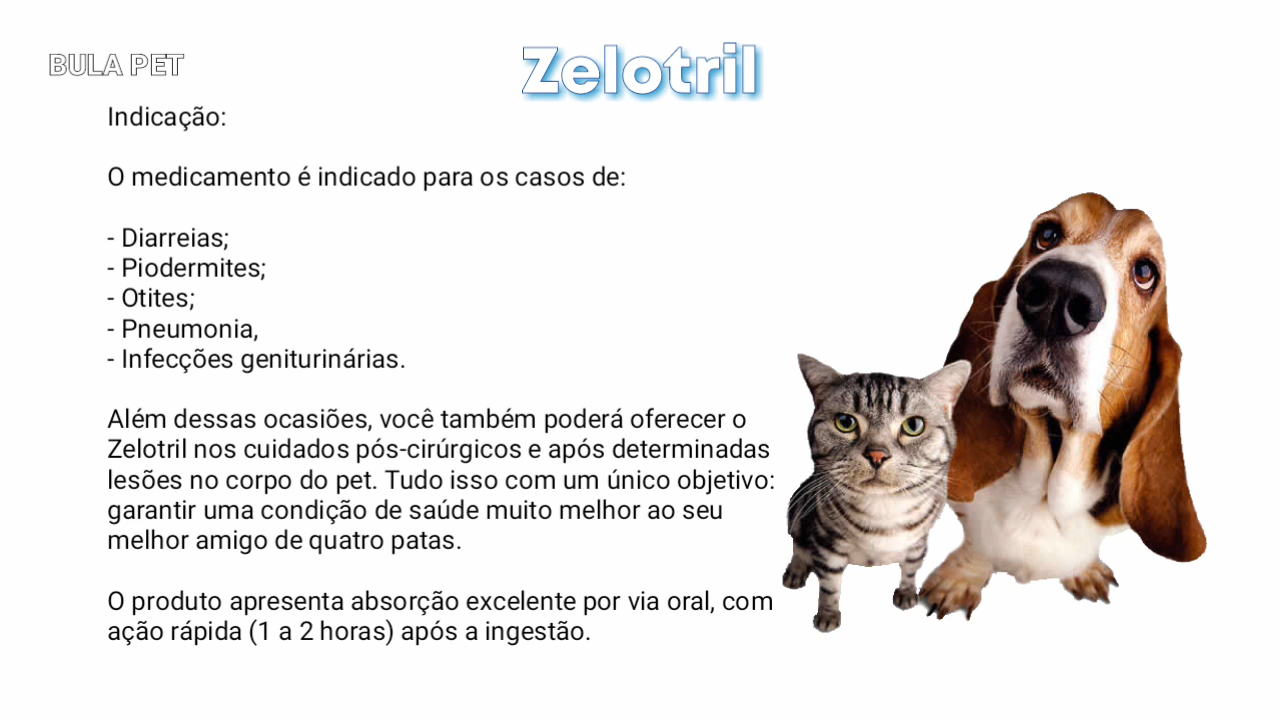 BULA PET
Zelotril
Indicação:
O medicamento é indicado para os casos de:
- Diarreias;
- Piodermites;
- Otites;
- Pneumonia,
- Infecções geniturinárias.
Além dessas ocasiões, você também poderá oferecer o
Zelotril nos cuidados pós-cirúrgicos e após determinadas
lesões no corpo do pet. Tudo isso com um único objetivo:
garantir uma condição de saúde muito melhor ao seu
melhor amigo de quatro patas.
O produto apresenta absorção excelente por via oral, com
ação rápida (1 a 2 horas) após a ingestão.